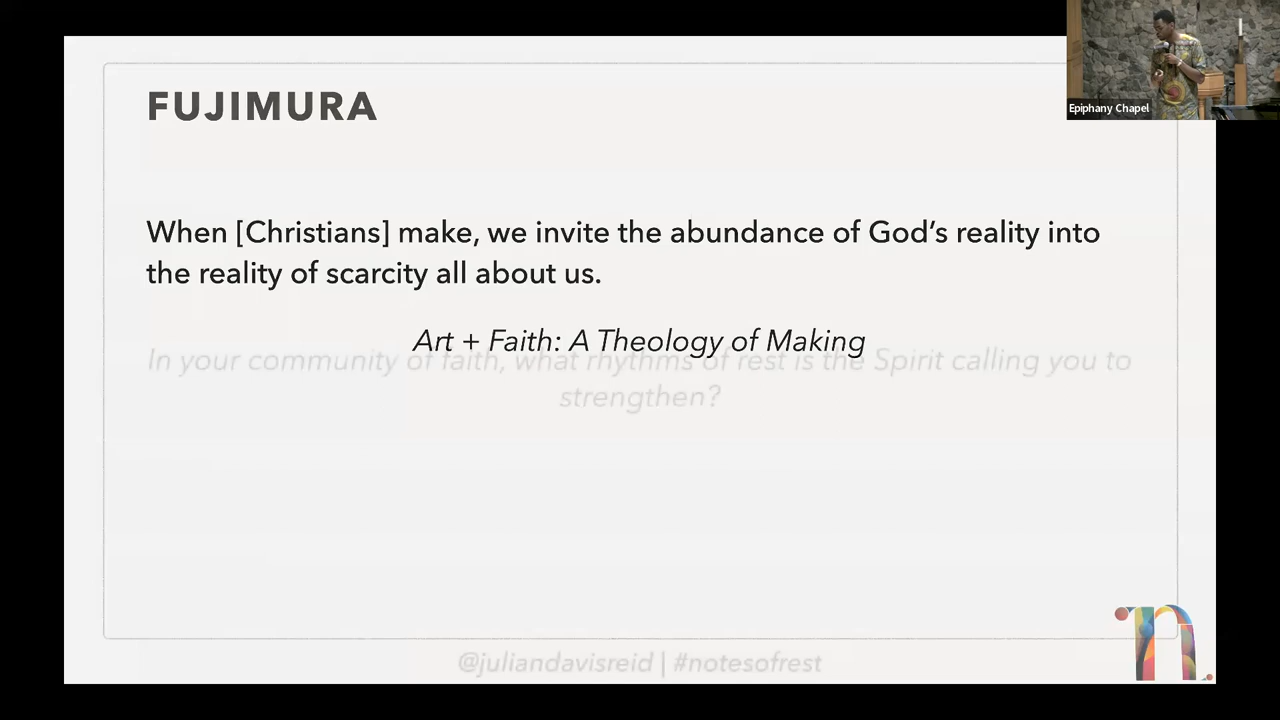 FUJIMURA
Epiphany Chapel
When [Christians] make, we invite the abundance of God's reality into
the reality of scarcity all about us.
Art + Faith: A Theology of Making
In your community of faith, what rhythms of rest is the Spirit calling you to
strengthen?
@juliandavisreid | #notesofrest
n.